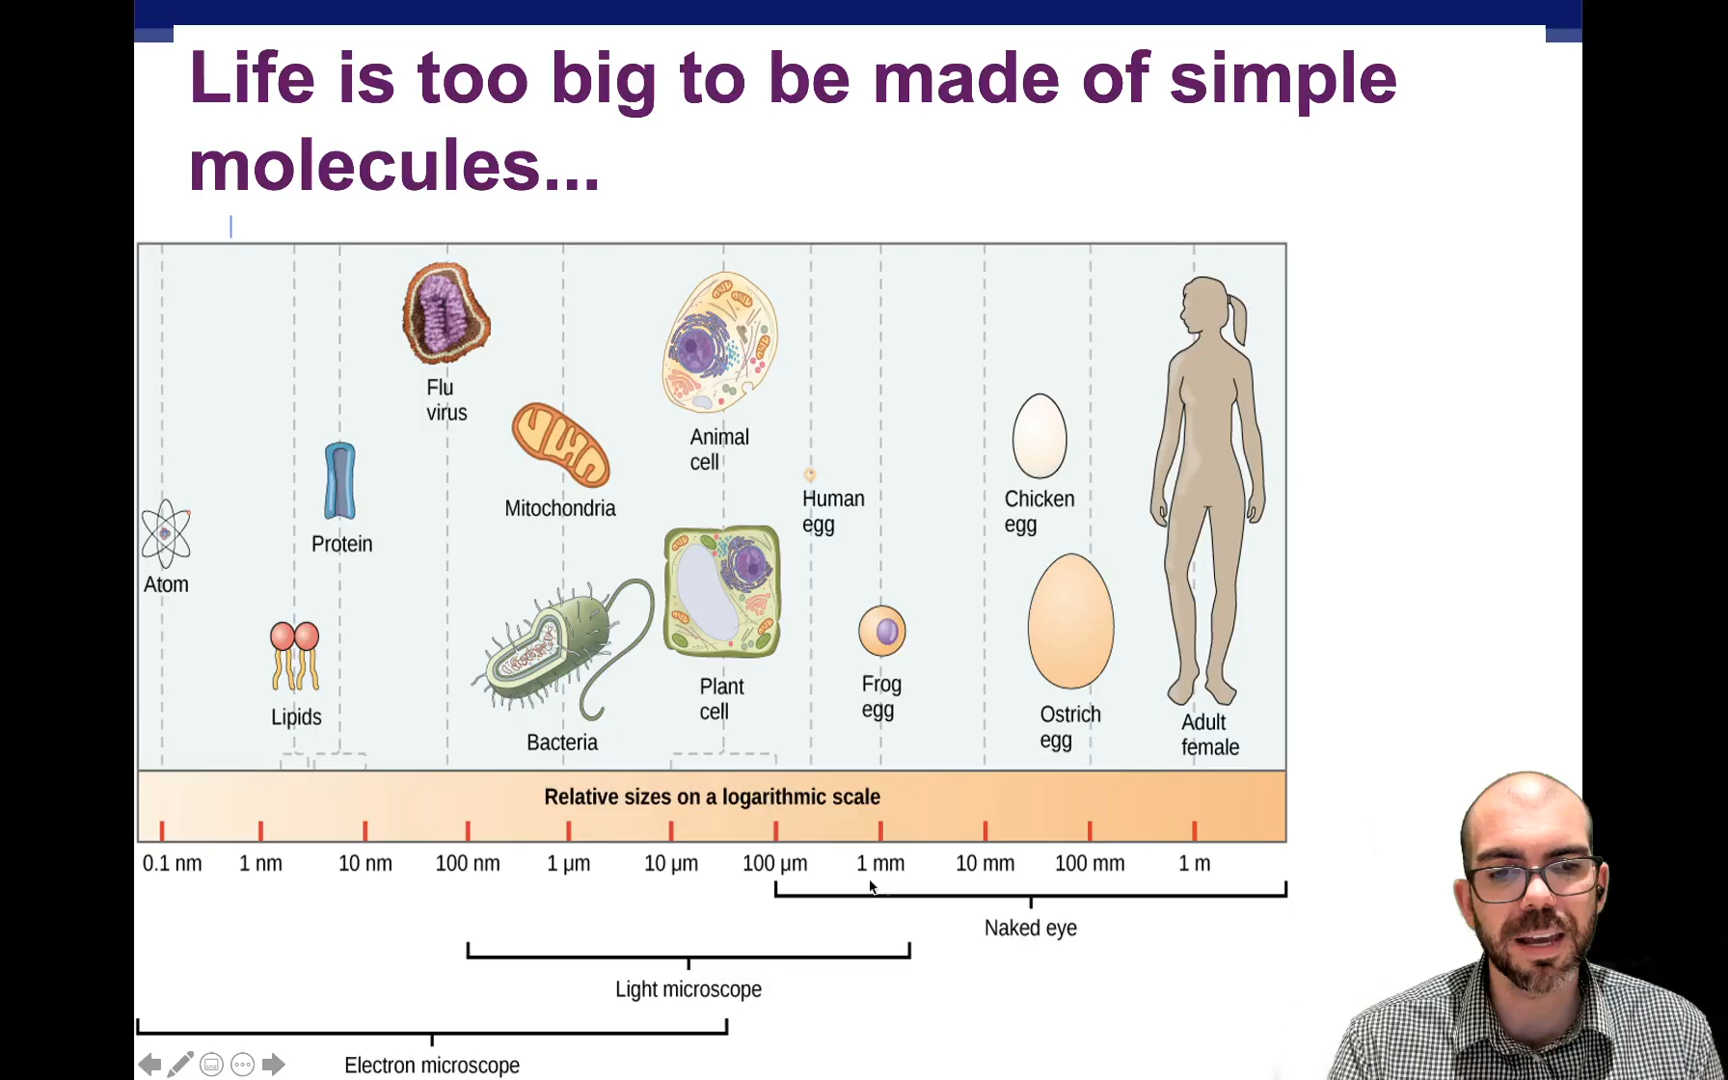 Life is too big to be made of simple
molecules...
Flu
virus
Animal
cell
Mitochondria
Human
egg
Chicken
egg
Protein
Atom
Lipids
Plant
cell
Frog
egg
Ostrich
egg
Adult
female
Bacteria
Relative sizes on a logarithmic scale
0.1 nm 1 nm 10 nm 100 nm 1 μm 10 μm 100 μm 1 mm 10 mm 100 mm 1 m
Naked eye
Light microscope
Electron microscope